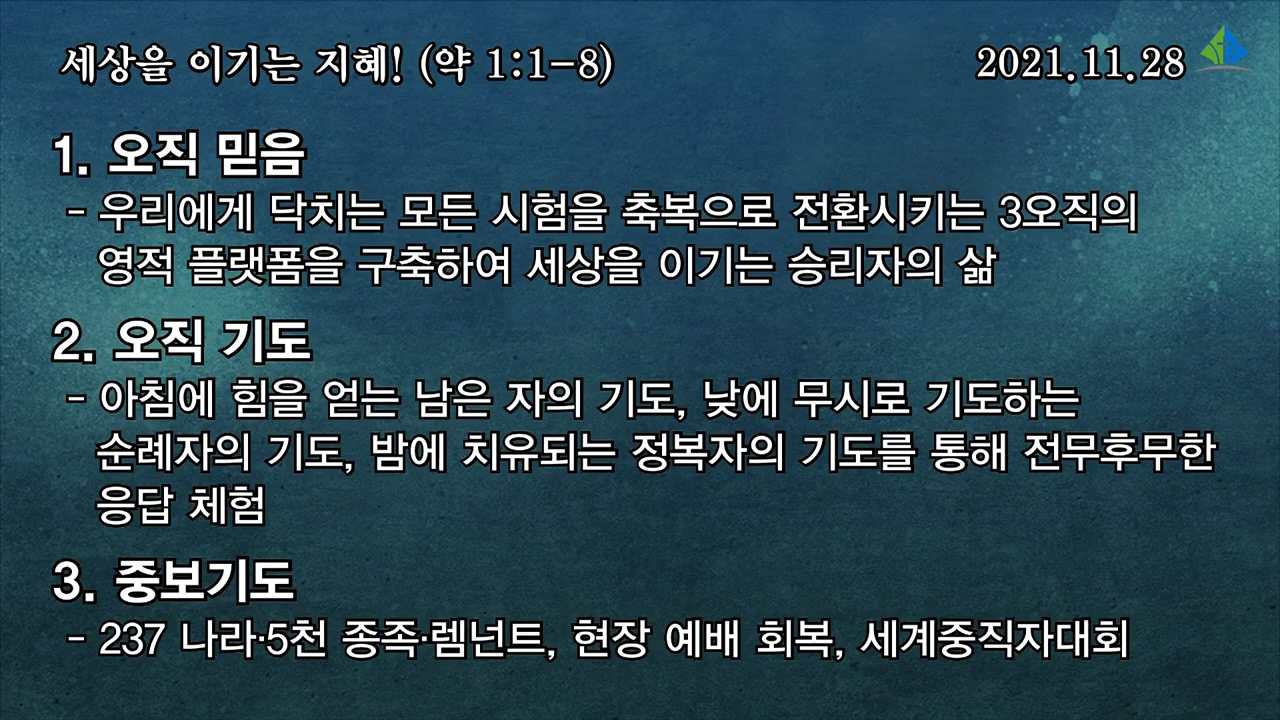 세상을 이기는 지혜! (약 1:1-8)
2021.11.28
1. 오직 믿음
- 우리에게 닥치는 모든 시험을 축복으로 전환시키는 3오직의
영적 플랫폼을 구축하여 세상을 이기는 승리자의 삶
2. 오직 기도
- 아침에 힘을 얻는 남은 자의 기도, 낮에 무시로 기도하는
순례자의 기도, 밤에 치유되는 정복자의 기도를 통해 전무후무한
응답 체험
3. 중보기도
- 237 나라·5천 종족·렘넌트, 현장 예배 회복, 세계중직자대회